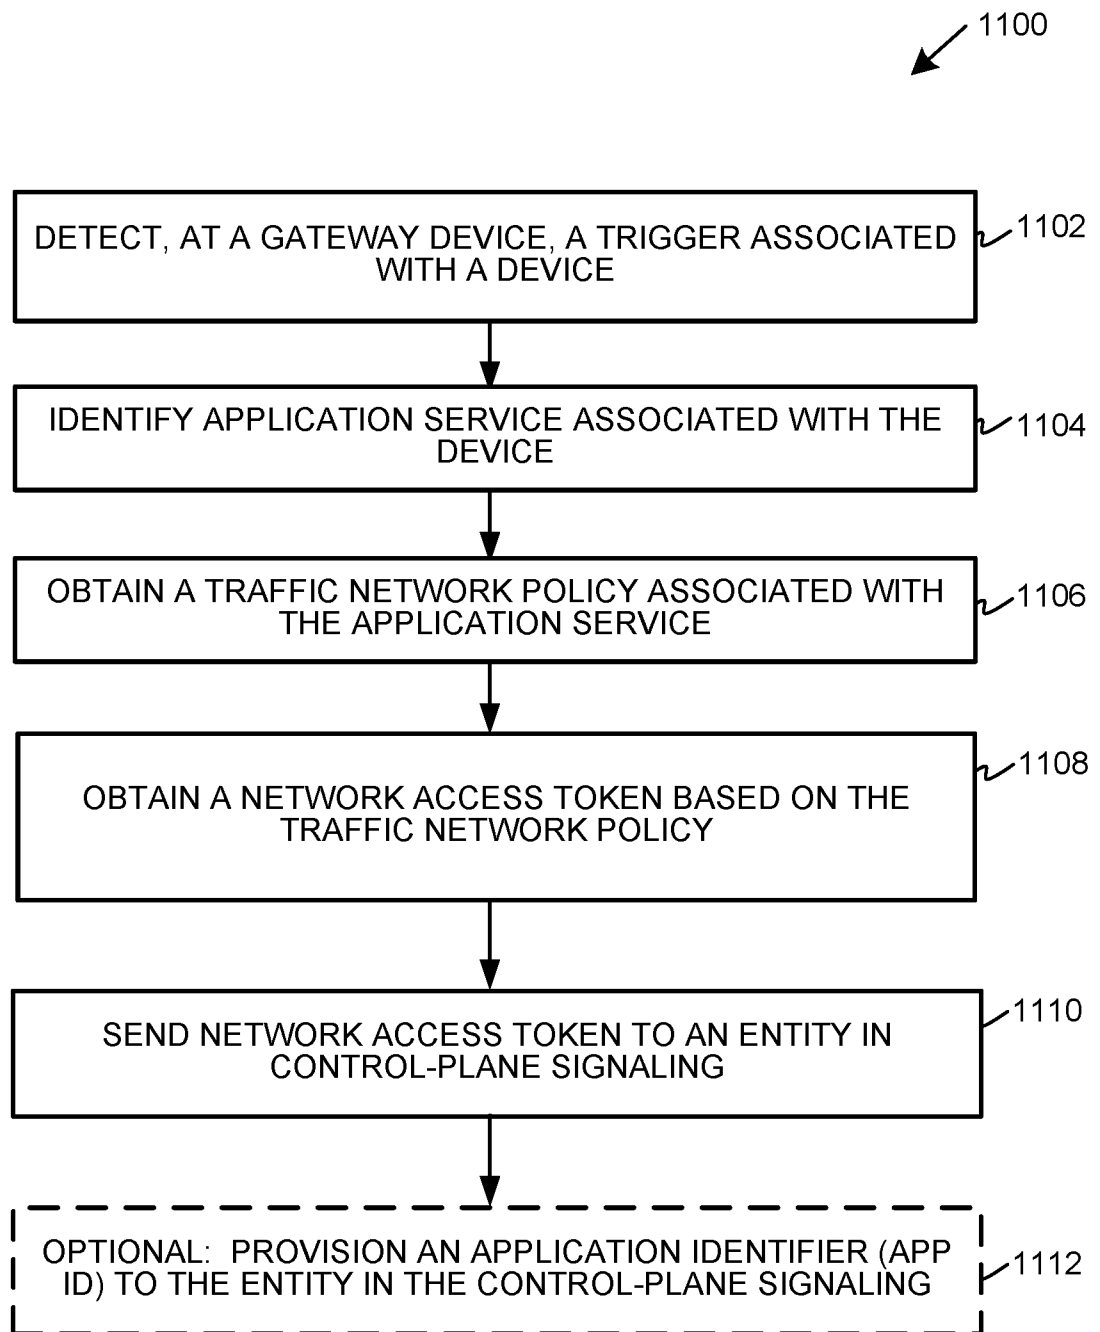 1100
DETECT, AT A GATEWAY DEVICE, A TRIGGER ASSOCIATED
WITH A DEVICE
1102
IDENTIFY APPLICATION SERVICE ASSOCIATED WITH THE
DEVICE
1104
OBTAIN A TRAFFIC NETWORK POLICY ASSOCIATED WITH
THE APPLICATION SERVICE
1106
OBTAIN A NETWORK ACCESS TOKEN BASED ON THE
TRAFFIC NETWORK POLICY
1108
SEND NETWORK ACCESS TOKEN TO AN ENTITY IN
CONTROL-PLANE SIGNALING
1110
OPTIONAL: PROVISION AN APPLICATION IDENTIFIER (APP
ID) TO THE ENTITY IN THE CONTROL-PLANE SIGNALING
1112